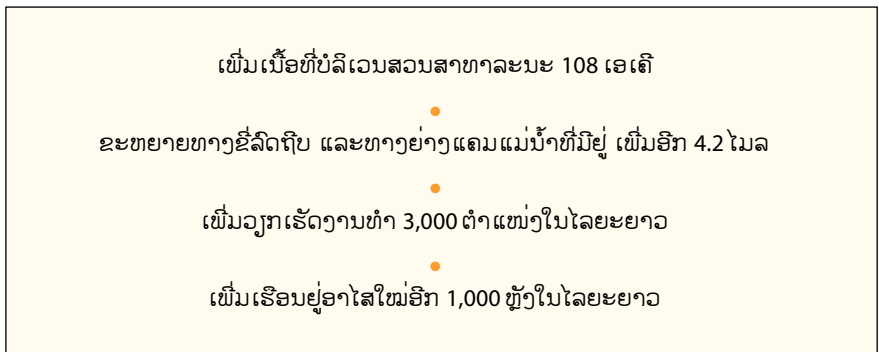 ເພີ່ມເນື້ອທີ່ບໍລິເວນສວນສາທາລະນະ 108 ເອເຄີ
ຂະຫຍາຍທາງຂີ່ລົດຖີບ ແລະທາງຍ່າງແຄມແມ່ນ້ຳທີ່ມີຢູ່ ເພີ່ມອີກ 4.2 ໄມລ
ເພີ່ມວຽກເຮັດງານທຳ 3,000 ຕຳແໜ່ງໃນໄລຍະຍາວ
ເພີ່ມເຮືອນຢູ່ອາໄສໃໝ່ອີກ 1,000 ຫຼັງໃນໄລຍະຍາວ